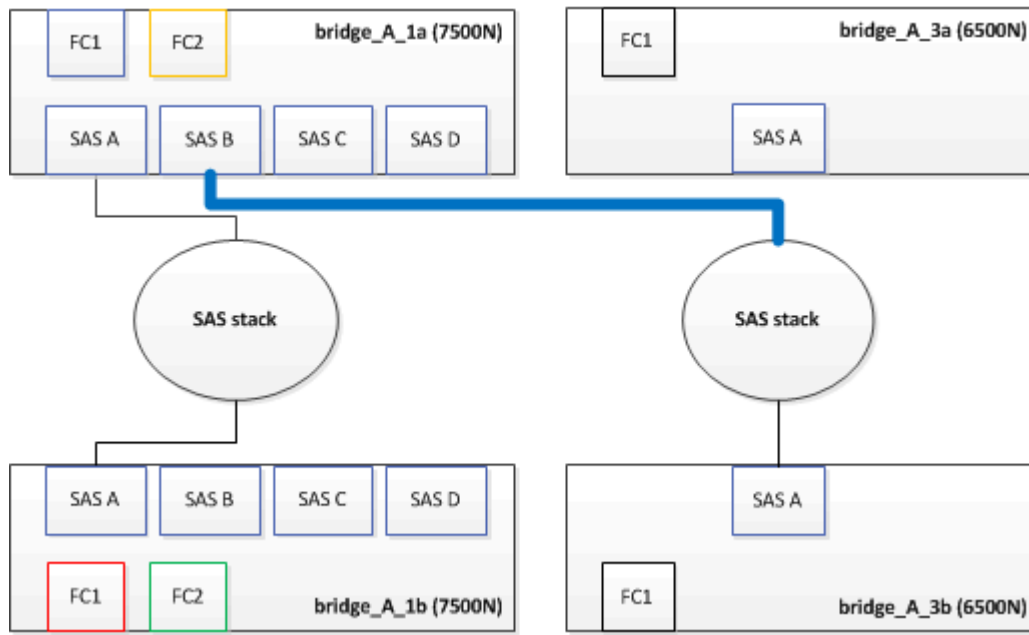 FC1 FC2 bridge_A_1a (7500N)
SAS A SAS B SAS C SAS D
FC1 bridge_A_3a (6500N)
SAS A
SAS stack
SAS stack
SAS A SAS B SAS C SAS D
FC1 FC2 bridge_A_1b (7500N)
SAS A
FC1 bridge_A_3b (6500N)